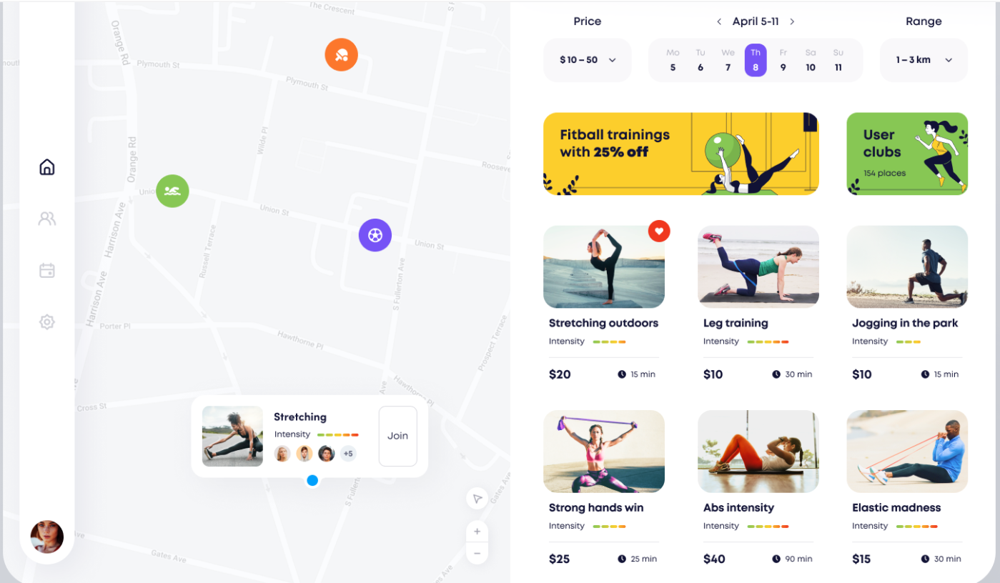 The Crescent
Orange Rd
Plymouth St
Plymouth St
Wilde Pl
Orange Rd
Union St
Union St
Harrison Ave
Russell Terrace
S Fullerton Ave
Harrison Ave
Porter Pl
Hawthorne Pl
Prospect Terrace
Hawthorne Pl
Ave
Cross St
Stretching
Intensity
+5
Join
Gates Ave
Gates Ave
Ave
+
−
Price
< April 5-11 >
Range
$ 10 – 50
Mo Tu We Th Fr Sa Su
5 6 7 8 9 10 11
1 – 3 km
Fitball trainings
with 25% off
User
clubs
154 places
Stretching outdoors
Intensity
$20 15 min
Leg training
Intensity
$10 30 min
Jogging in the park
Intensity
$10 15 min
Strong hands win
Intensity
$25 25 min
Abs intensity
Intensity
$40 90 min
Elastic madness
Intensity
$15 30 min